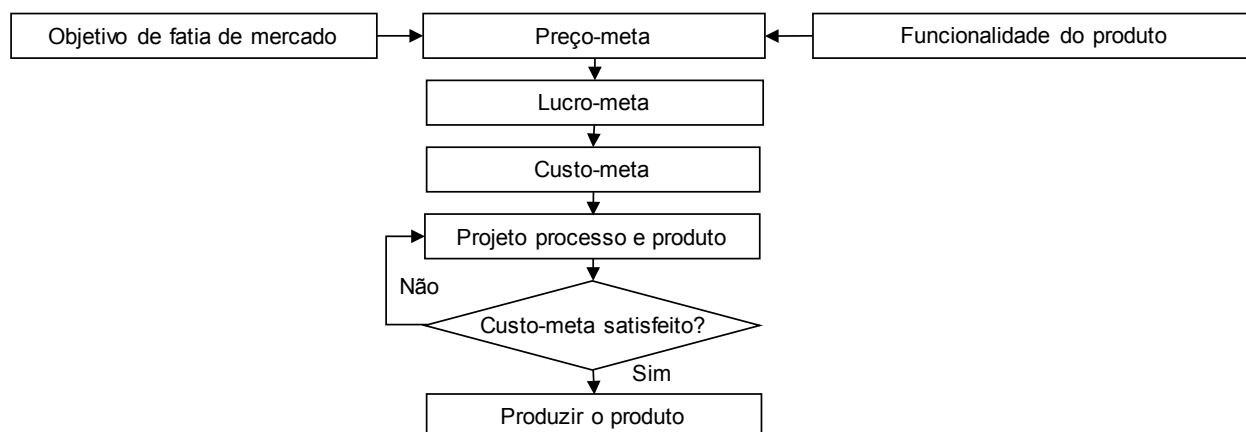 Objetivo de fatia de mercado
Preço-meta
Funcionalidade do produto
Lucro-meta
Custo-meta
Projeto processo e produto
Não
Custo-meta satisfeito?
Sim
Produzir o produto